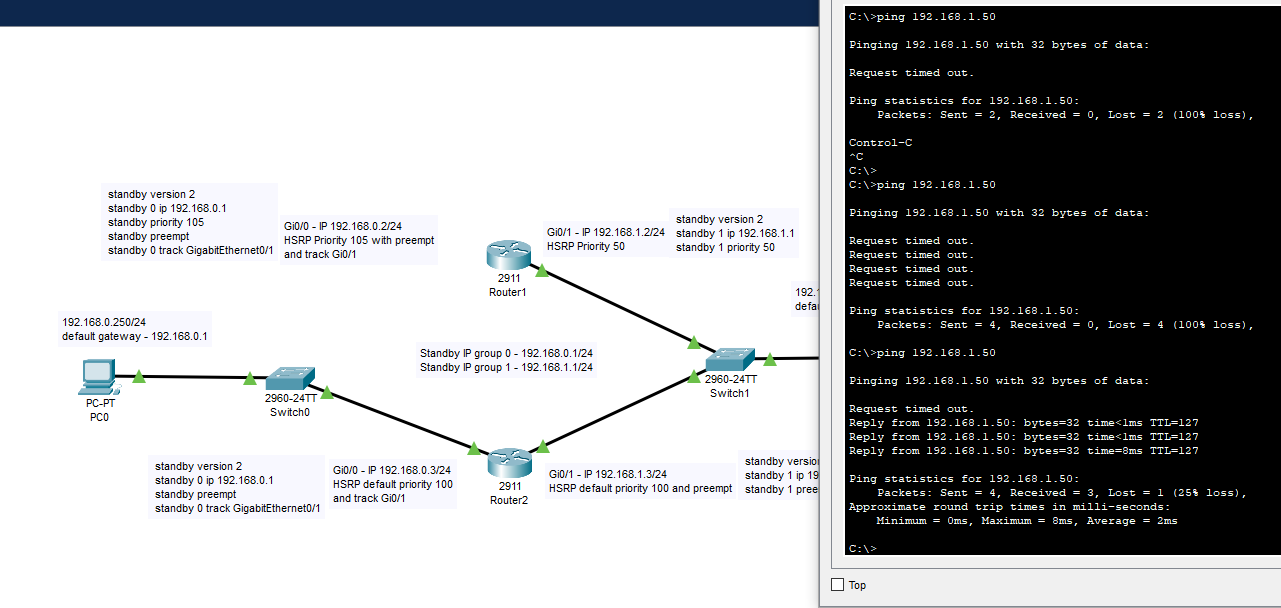 standby version 2
standby 0 ip 192.168.0.1
standby priority 105
standby preempt
standby 0 track GigabitEthernet0/1
Gi0/0 - IP 192.168.0.2/24
HSRP Priority 105 with preempt
and track Gi0/1
2911
Router1
Gi0/1 - IP 192.168.1.2/24
HSRP Priority 50
standby version 2
standby 1 ip 192.168.1.1
standby 1 priority 50
192.
defa
192.168.0.250/24
default gateway - 192.168.0.1
PC-PT
PC0
2960-24TT
Switch0
Standby IP group 0 - 192.168.0.1/24
Standby IP group 1 - 192.168.1.1/24
2960-24TT
Switch1
standby version 2
standby 0 ip 192.168.0.1
standby preempt
standby 0 track GigabitEthernet0/1
Gi0/0 - IP 192.168.0.3/24
HSRP default priority 100
and track Gi0/1
2911
Router2
Gi0/1 - IP 192.168.1.3/24
HSRP default priority 100 and preempt
standby versio
standby 1 ip 19
standby 1 pree
C:\>ping 192.168.1.50
Pinging 192.168.1.50 with 32 bytes of data:
Request timed out.
Ping statistics for 192.168.1.50:
Packets: Sent = 2, Received = 0, Lost = 2 (100% loss),
Control-C
^C
C:\>
C:\>ping 192.168.1.50
Pinging 192.168.1.50 with 32 bytes of data:
Request timed out.
Request timed out.
Request timed out.
Request timed out.
Ping statistics for 192.168.1.50:
Packets: Sent = 4, Received = 0, Lost = 4 (100% loss),
C:\>ping 192.168.1.50
Pinging 192.168.1.50 with 32 bytes of data:
Request timed out.
Reply from 192.168.1.50: bytes=32 time<1ms TTL=127
Reply from 192.168.1.50: bytes=32 time<1ms TTL=127
Reply from 192.168.1.50: bytes=32 time=8ms TTL=127
Ping statistics for 192.168.1.50:
Packets: Sent = 4, Received = 3, Lost = 1 (25% loss),
Approximate round trip times in milli-seconds:
Minimum = 0ms, Maximum = 8ms, Average = 2ms
C:\>
Top